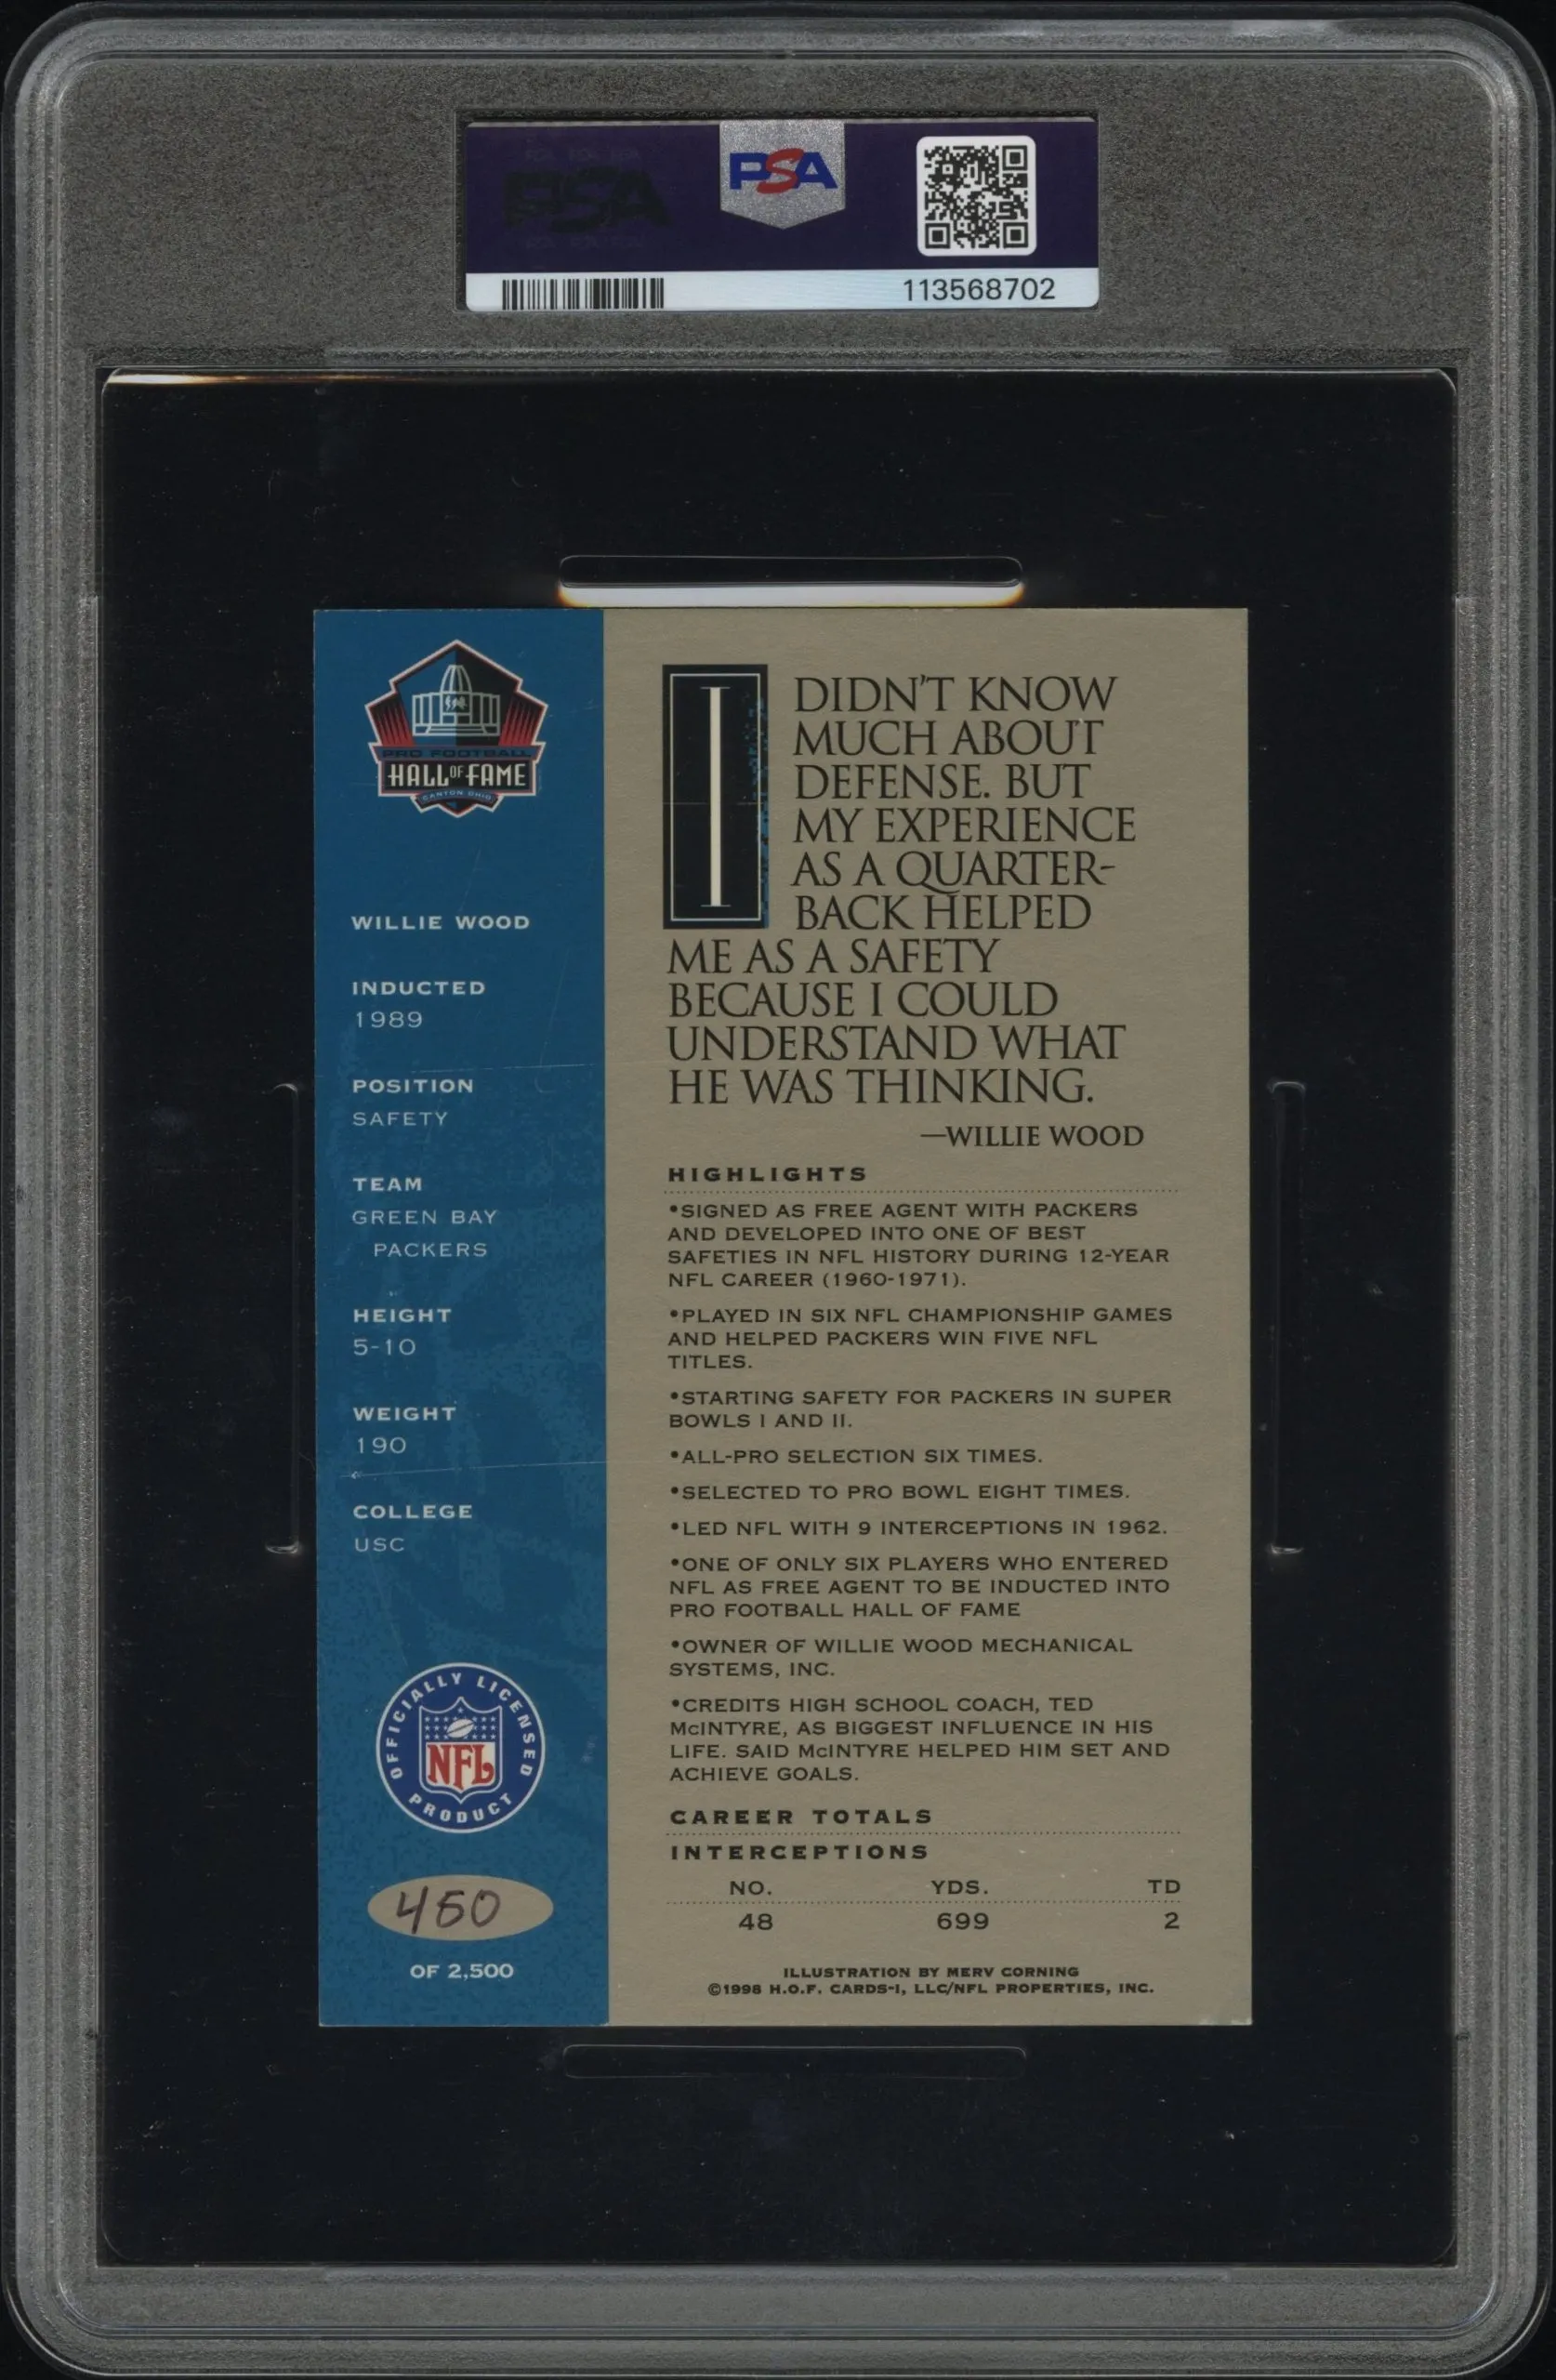 PSA
PSA
113568702
PRO FOOTBALL
HALL OF FAME
CANTON OHIO
WILLIE WOOD
INDUCTED
1989
POSITION
SAFETY
TEAM
GREEN BAY
PACKERS
HEIGHT
5-10
WEIGHT
190
COLLEGE
USC
OFFICIALLY LICENSED
NFL
PRODUCT
460
OF 2,500
I DIDN'T KNOW
MUCH ABOUT
DEFENSE. BUT
MY EXPERIENCE
AS A QUARTER-
BACK HELPED
ME AS A SAFETY
BECAUSE I COULD
UNDERSTAND WHAT
HE WAS THINKING.
—WILLIE WOOD
HIGHLIGHTS
•SIGNED AS FREE AGENT WITH PACKERS
AND DEVELOPED INTO ONE OF BEST
SAFETIES IN NFL HISTORY DURING 12-YEAR
NFL CAREER (1960-1971).
•PLAYED IN SIX NFL CHAMPIONSHIP GAMES
AND HELPED PACKERS WIN FIVE NFL
TITLES.
•STARTING SAFETY FOR PACKERS IN SUPER
BOWLS I AND II.
•ALL-PRO SELECTION SIX TIMES.
•SELECTED TO PRO BOWL EIGHT TIMES.
•LED NFL WITH 9 INTERCEPTIONS IN 1962.
•ONE OF ONLY SIX PLAYERS WHO ENTERED
NFL AS FREE AGENT TO BE INDUCTED INTO
PRO FOOTBALL HALL OF FAME
•OWNER OF WILLIE WOOD MECHANICAL
SYSTEMS, INC.
•CREDITS HIGH SCHOOL COACH, TED
McINTYRE, AS BIGGEST INFLUENCE IN HIS
LIFE. SAID McINTYRE HELPED HIM SET AND
ACHIEVE GOALS.
CAREER TOTALS
INTERCEPTIONS
NO. YDS. TD
48 699 2
ILLUSTRATION BY MERV CORNING
©1998 H.O.F. CARDS-I, LLC/NFL PROPERTIES, INC.